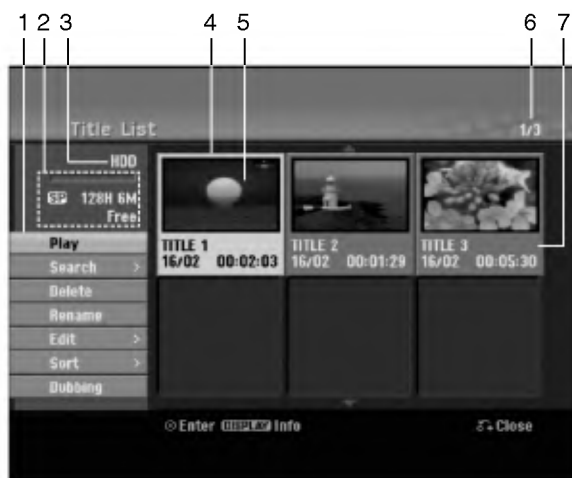 1 2 3 4 5 6 7
Title List 1/3
HDD
SP 128H 6M
Free
Play
Search >
Delete
Rename
Edit >
Sort >
Dubbing
TITLE 1
16/02 00:02:03
TITLE 2
16/02 00:01:29
TITLE 3
16/02 00:05:30
Enter DISPLAY Info Close